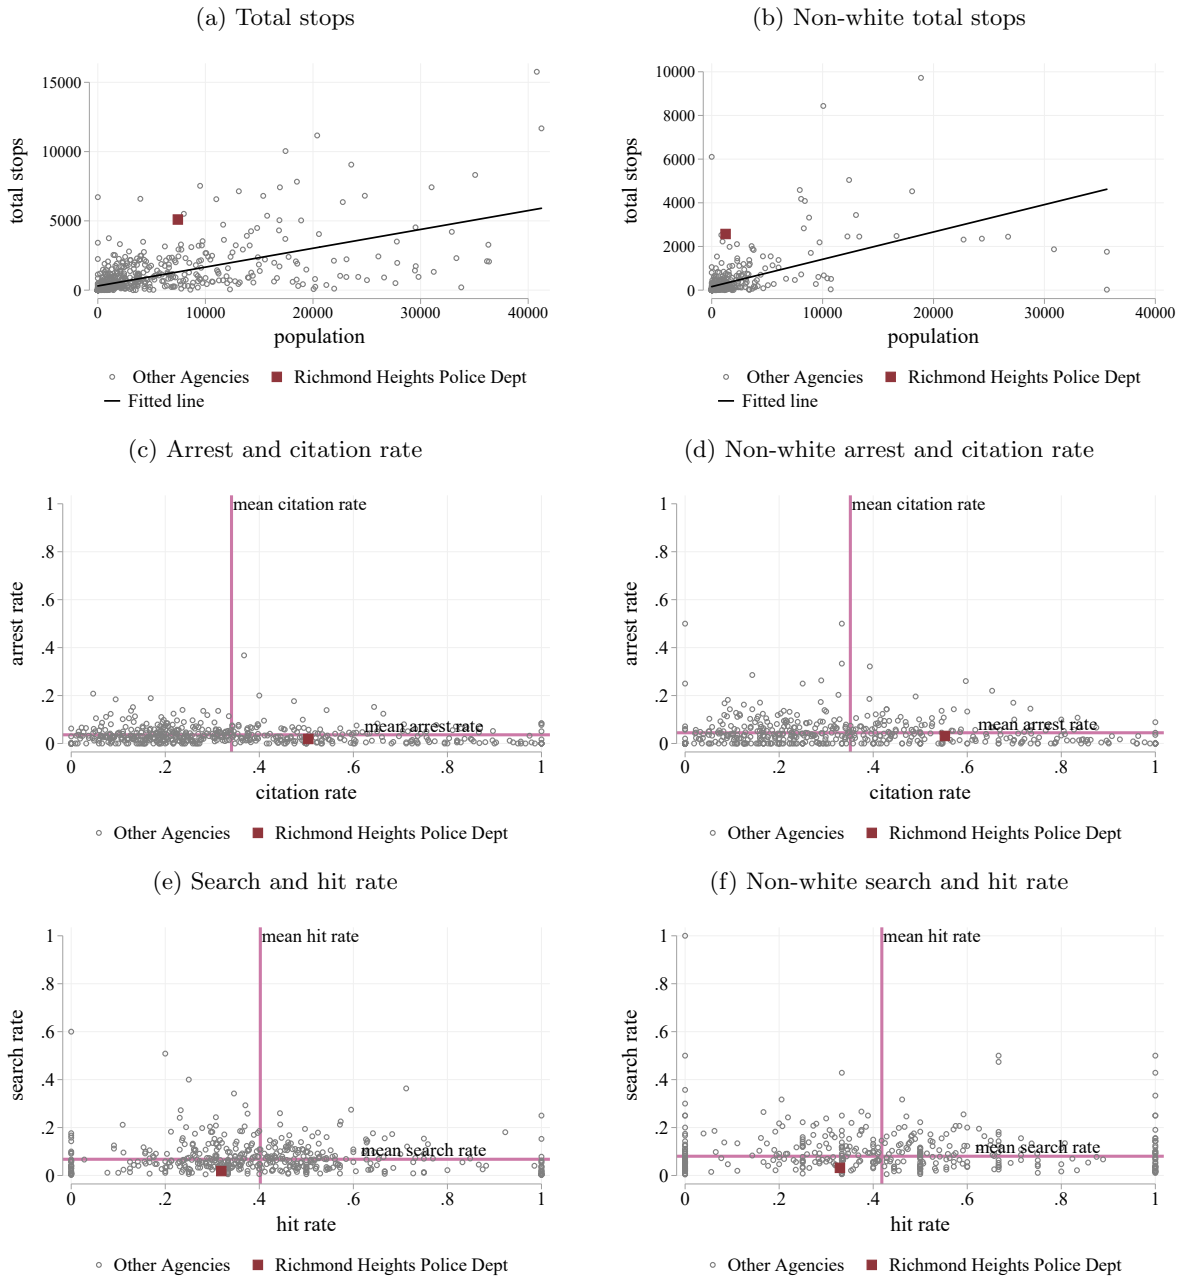 (a) Total stops
(b) Non-white total stops
15000
10000
5000
0
total stops
0 10000 20000 30000 40000
population
Other Agencies Richmond Heights Police Dept
Fitted line
10000
8000
6000
4000
2000
0
total stops
0 10000 20000 30000 40000
population
Other Agencies Richmond Heights Police Dept
Fitted line
(c) Arrest and citation rate
(d) Non-white arrest and citation rate
1
.8
.6
.4
.2
0
arrest rate
mean citation rate
mean arrest rate
0 .2 .4 .6 .8 1
citation rate
Other Agencies Richmond Heights Police Dept
1
.8
.6
.4
.2
0
arrest rate
mean citation rate
mean arrest rate
0 .2 .4 .6 .8 1
citation rate
Other Agencies Richmond Heights Police Dept
(e) Search and hit rate
(f) Non-white search and hit rate
1
.8
.6
.4
.2
0
search rate
mean hit rate
mean search rate
0 .2 .4 .6 .8 1
hit rate
Other Agencies Richmond Heights Police Dept
1
.8
.6
.4
.2
0
search rate
mean hit rate
mean search rate
0 .2 .4 .6 .8 1
hit rate
Other Agencies Richmond Heights Police Dept